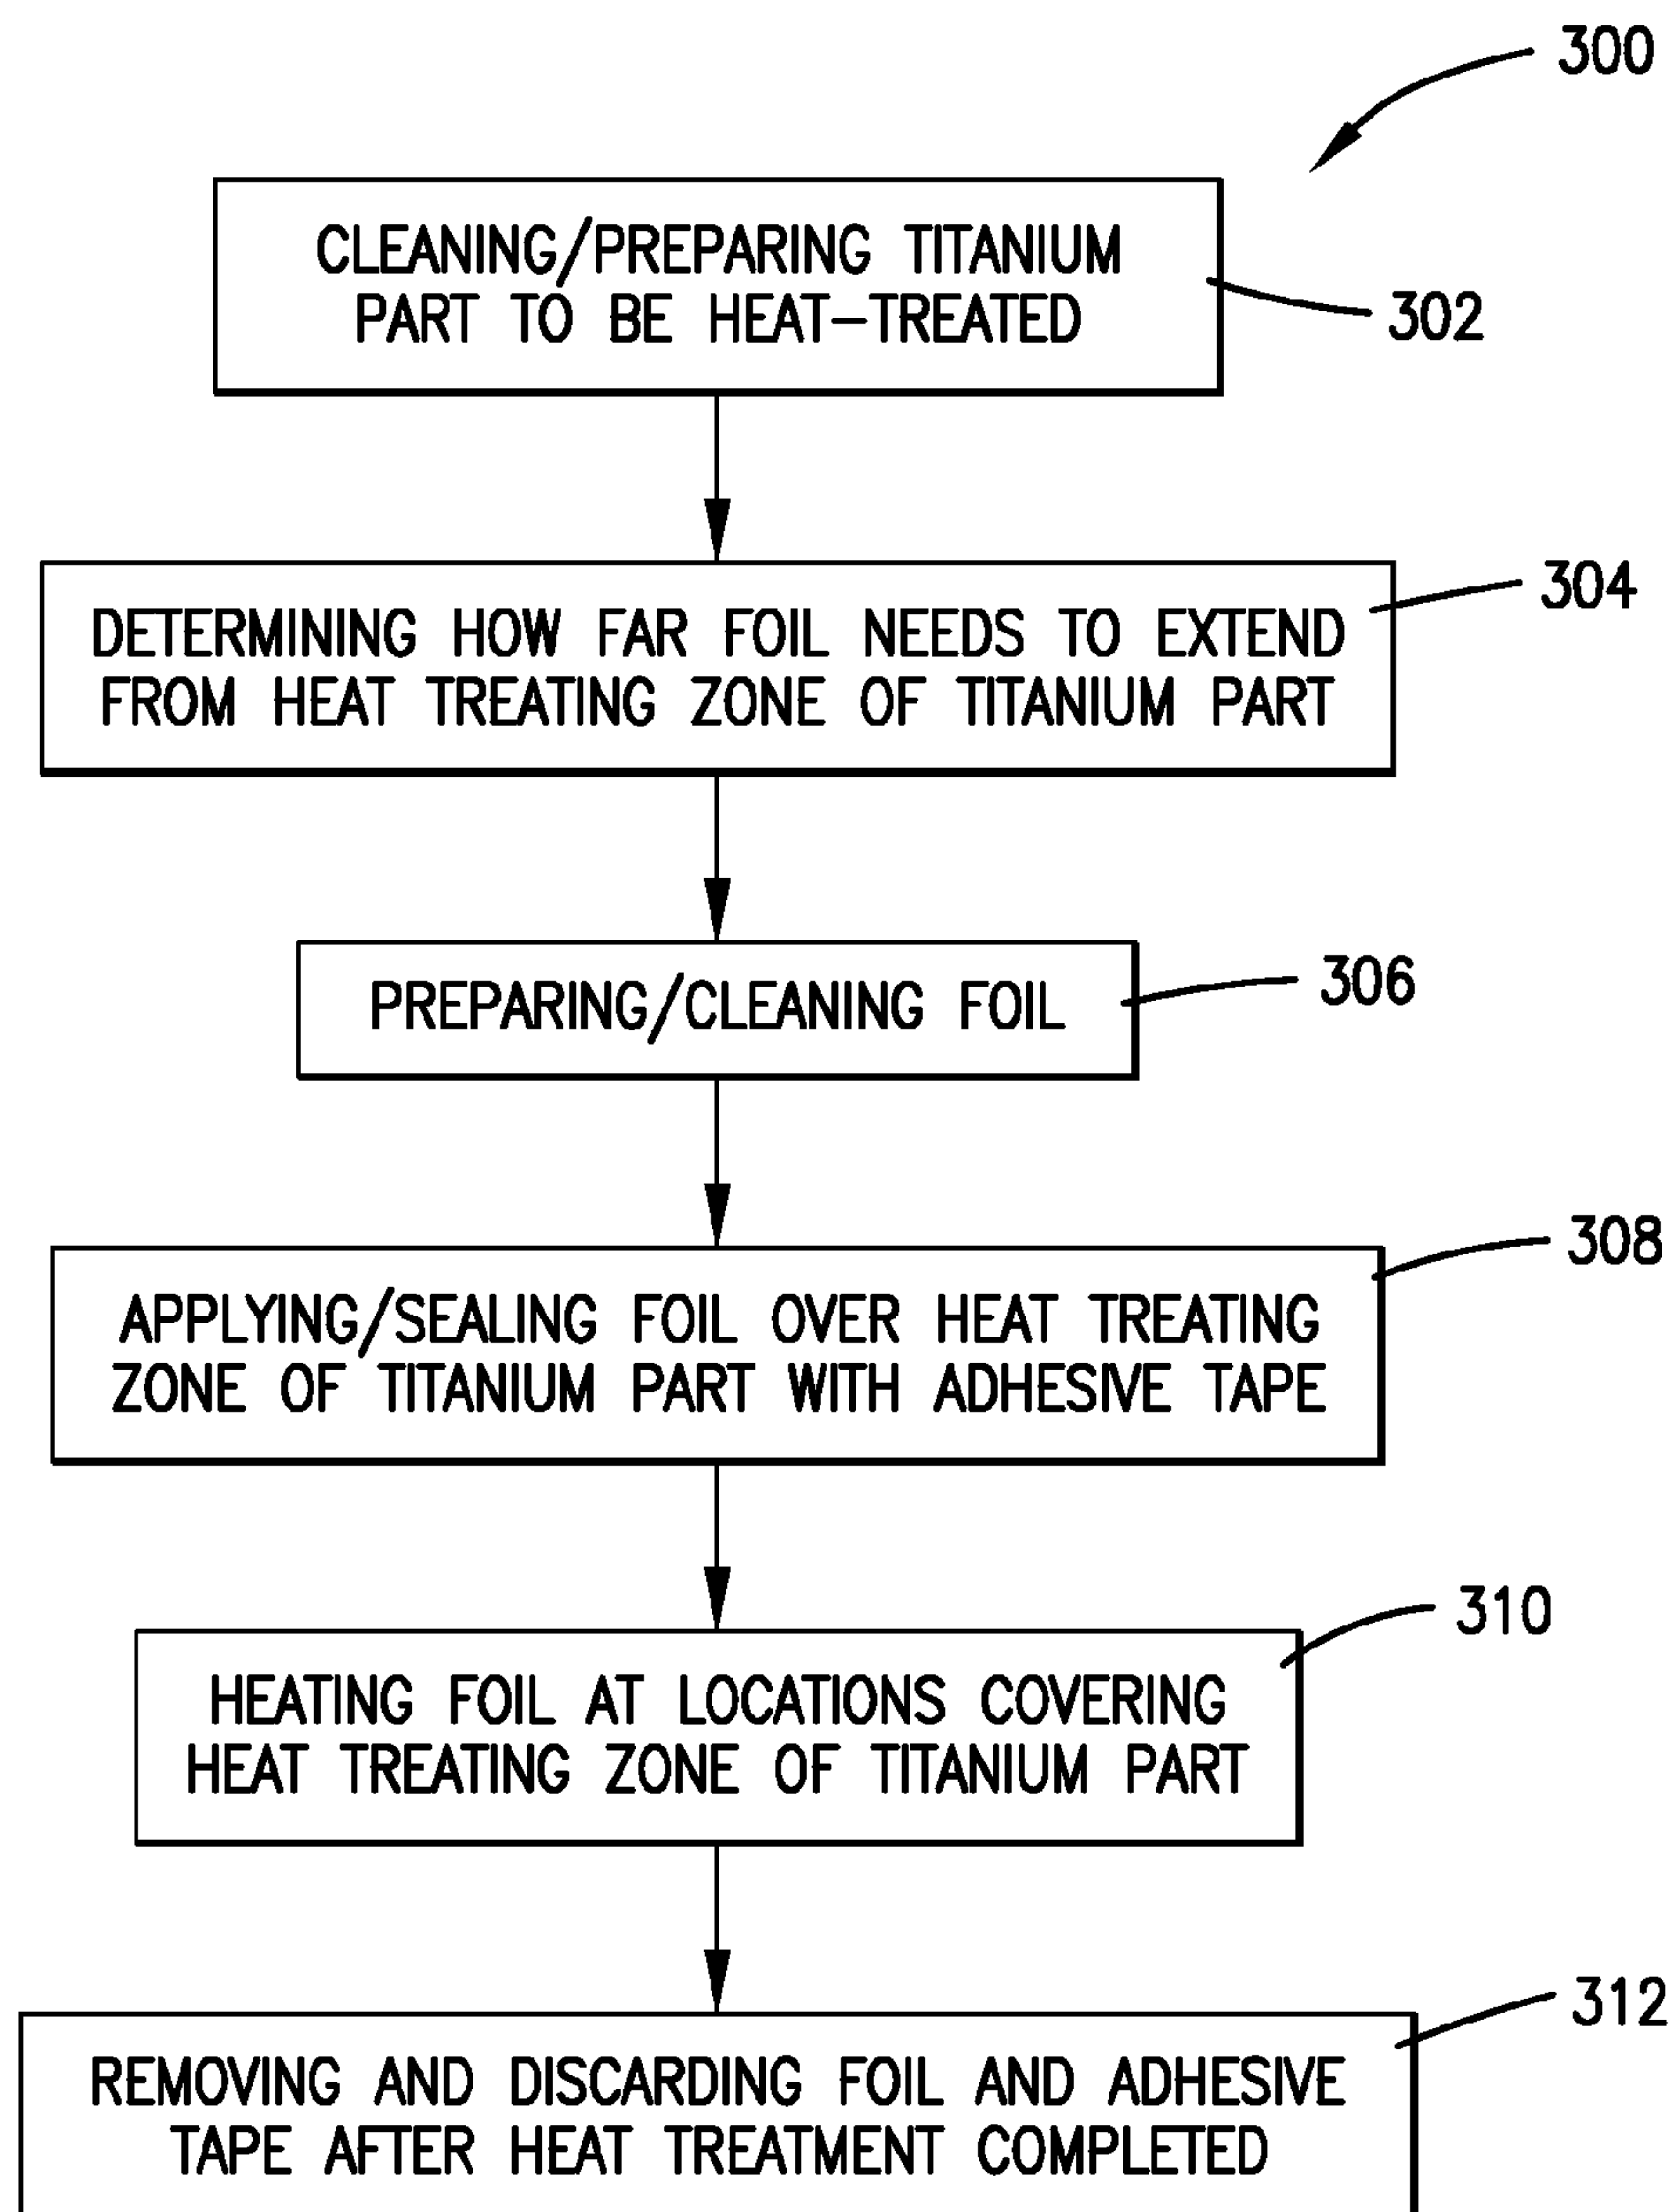 300
CLEANING/PREPARING TITANIUM
PART TO BE HEAT-TREATED
302
304
DETERMINING HOW FAR FOIL NEEDS TO EXTEND
FROM HEAT TREATING ZONE OF TITANIUM PART
306
PREPARING/CLEANING FOIL
308
APPLYING/SEALING FOIL OVER HEAT TREATING
ZONE OF TITANIUM PART WITH ADHESIVE TAPE
310
HEATING FOIL AT LOCATIONS COVERING
HEAT TREATING ZONE OF TITANIUM PART
312
REMOVING AND DISCARDING FOIL AND ADHESIVE
TAPE AFTER HEAT TREATMENT COMPLETED